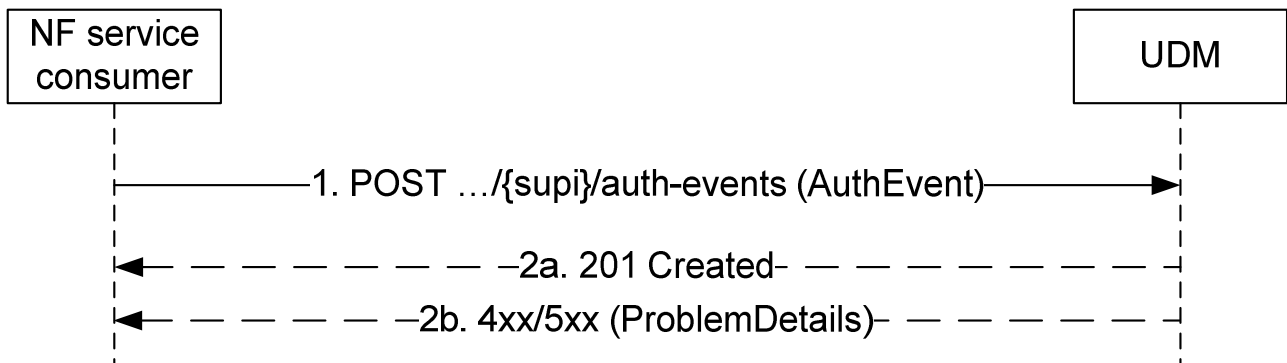 NF service
consumer
UDM
1. POST …/{supi}/auth-events (AuthEvent)
2a. 201 Created
2b. 4xx/5xx (ProblemDetails)